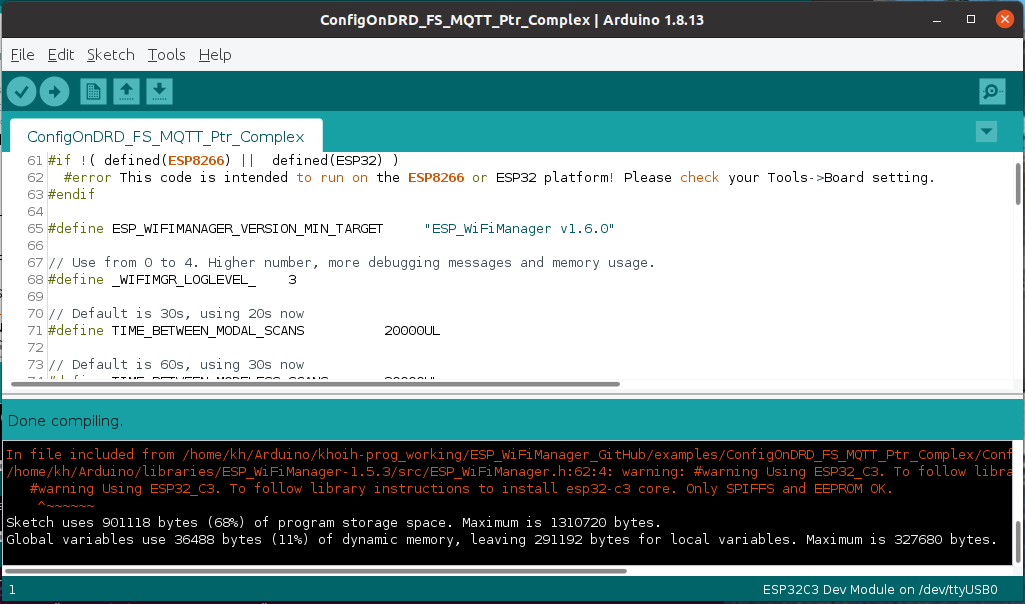 ConfigOnDRD_FS_MQTT_Ptr_Complex | Arduino 1.8.13
File Edit Sketch Tools Help
ConfigOnDRD_FS_MQTT_Ptr_Complex
61 #if !( defined(ESP8266) ||  defined(ESP32) )
62   #error This code is intended to run on the ESP8266 or ESP32 platform! Please check your Tools->Board setting.
63 #endif
64
65 #define ESP_WIFIMANAGER_VERSION_MIN_TARGET     "ESP_WiFiManager v1.6.0"
66
67 // Use from 0 to 4. Higher number, more debugging messages and memory usage.
68 #define _WIFIMGR_LOGLEVEL_    3
69
70 // Default is 30s, using 20s now
71 #define TIME_BETWEEN_MODAL_SCANS          20000UL
72
73 // Default is 60s, using 30s now
Done compiling.
In file included from /home/kh/Arduino/khoih-prog_working/ESP_WiFiManager_GitHub/examples/ConfigOnDRD_FS_MQTT_Ptr_Complex/Conf
/home/kh/Arduino/libraries/ESP_WiFiManager-1.5.3/src/ESP_WiFiManager.h:62:4: warning: #warning Using ESP32_C3. To follow libra
   #warning Using ESP32_C3. To follow library instructions to install esp32-c3 core. Only SPIFFS and EEPROM OK.
    ^~~~~~~
Sketch uses 901118 bytes (68%) of program storage space. Maximum is 1310720 bytes.
Global variables use 36488 bytes (11%) of dynamic memory, leaving 291192 bytes for local variables. Maximum is 327680 bytes.
1 ESP32C3 Dev Module on /dev/ttyUSB0